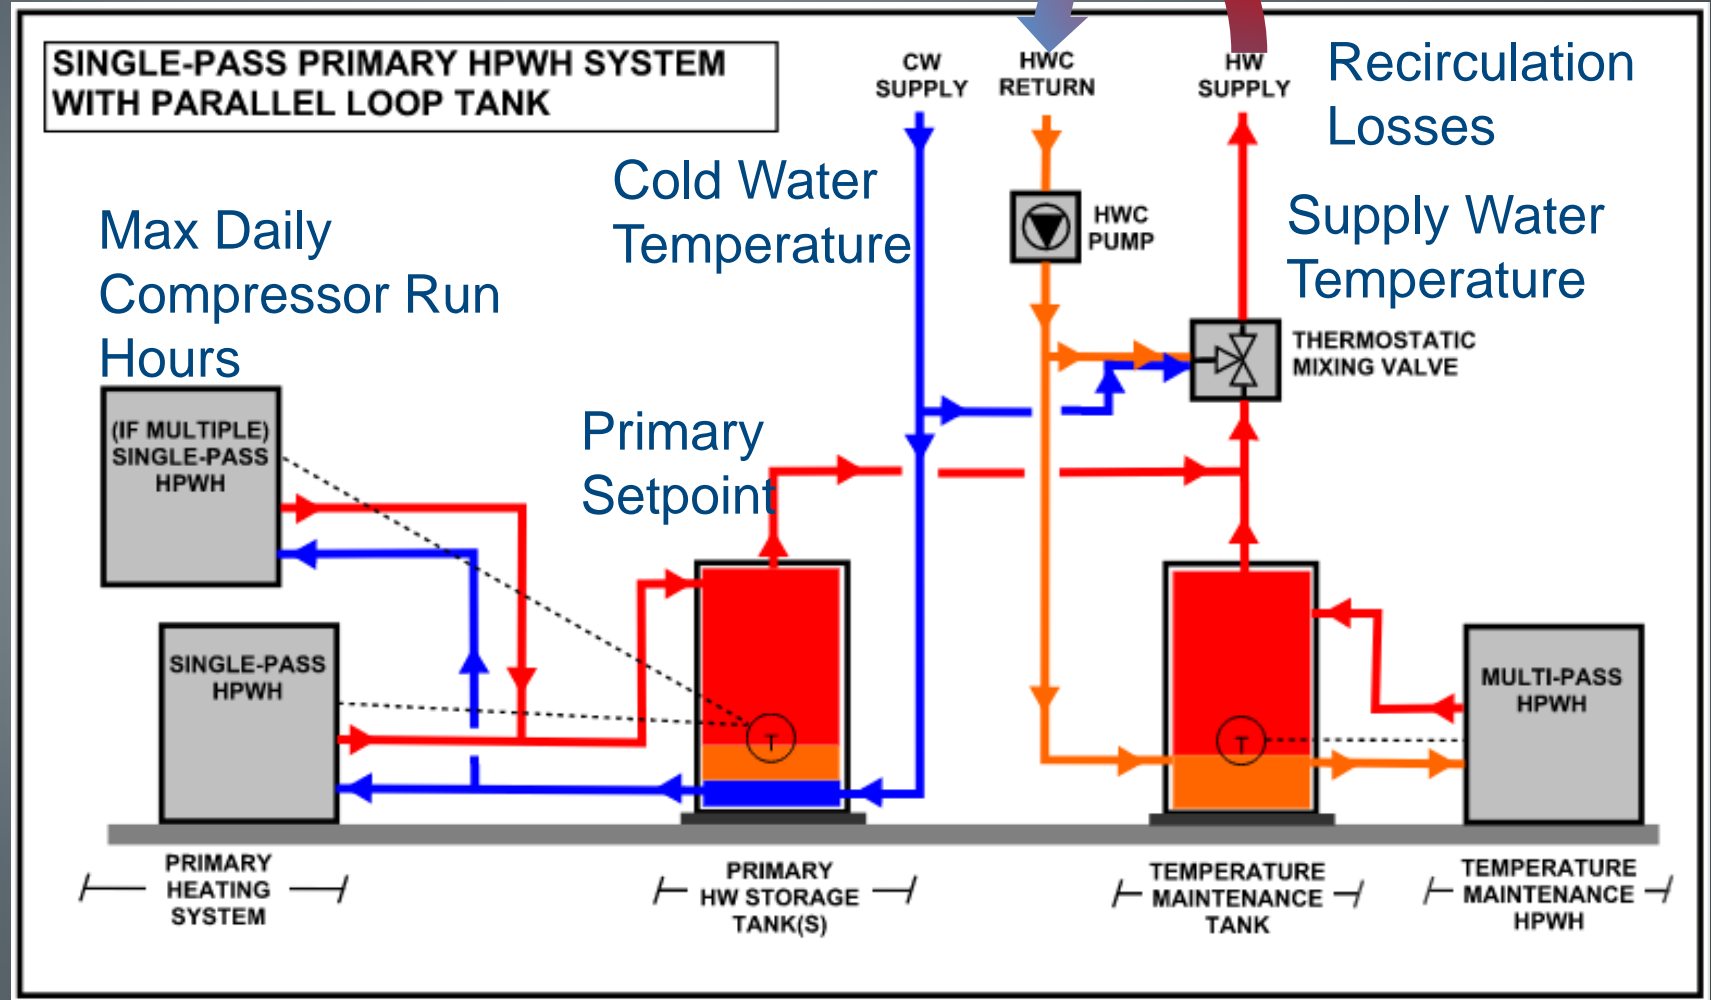 SINGLE-PASS PRIMARY HPWH SYSTEM
WITH PARALLEL LOOP TANK
CW
SUPPLY
HWC
RETURN
HW
SUPPLY
Recirculation
Losses
Cold Water
Temperature
HWC
PUMP
Supply Water
Temperature
Max Daily
Compressor Run
Hours
THERMOSTATIC
MIXING VALVE
Primary
Setpoint
(IF MULTIPLE)
SINGLE-PASS
HPWH
SINGLE-PASS
HPWH
T
T
MULTI-PASS
HPWH
PRIMARY
HEATING
SYSTEM
PRIMARY
HW STORAGE
TANK(S)
TEMPERATURE
MAINTENANCE
TANK
TEMPERATURE
MAINTENANCE
HPWH